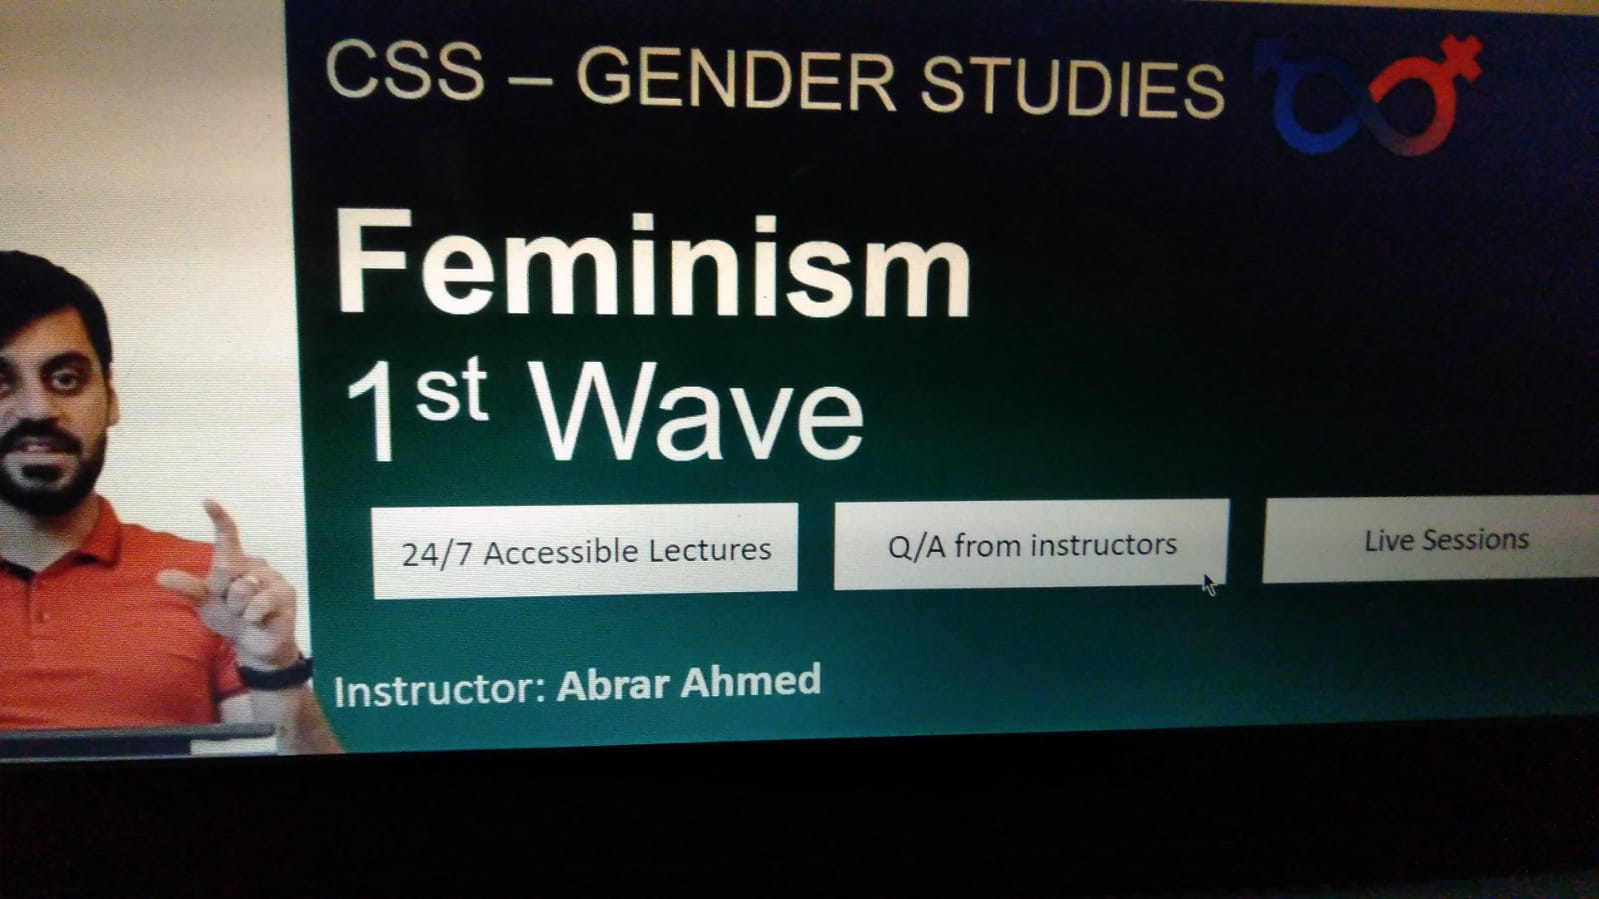 CSS – GENDER STUDIES
Feminism
1st Wave
24/7 Accessible Lectures
Q/A from instructors
Live Sessions
Instructor: Abrar Ahmed